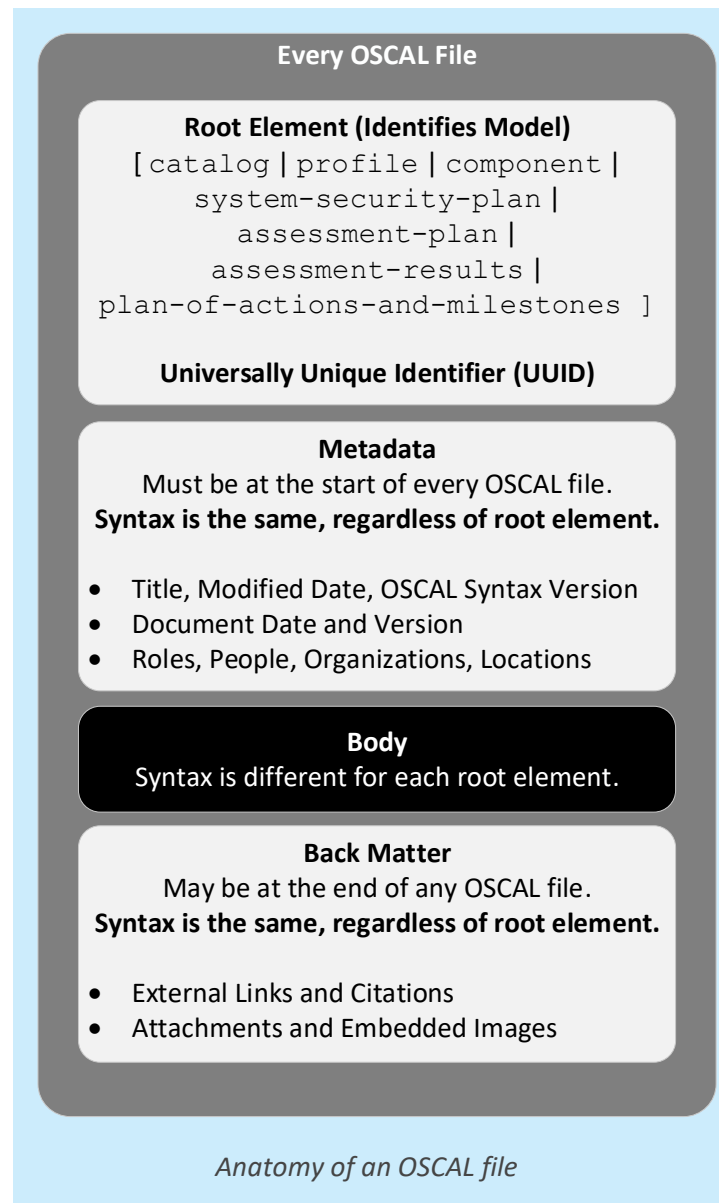 Every OSCAL File
Root Element (Identifies Model)
[catalog | profile | component |
system-security-plan |
assessment-plan |
assessment-results |
plan-of-actions-and-milestones ]
Universally Unique Identifier (UUID)
Metadata
Must be at the start of every OSCAL file.
Syntax is the same, regardless of root element.
• Title, Modified Date, OSCAL Syntax Version
• Document Date and Version
• Roles, People, Organizations, Locations
Body
Syntax is different for each root element.
Back Matter
May be at the end of any OSCAL file.
Syntax is the same, regardless of root element.
• External Links and Citations
• Attachments and Embedded Images
Anatomy of an OSCAL file